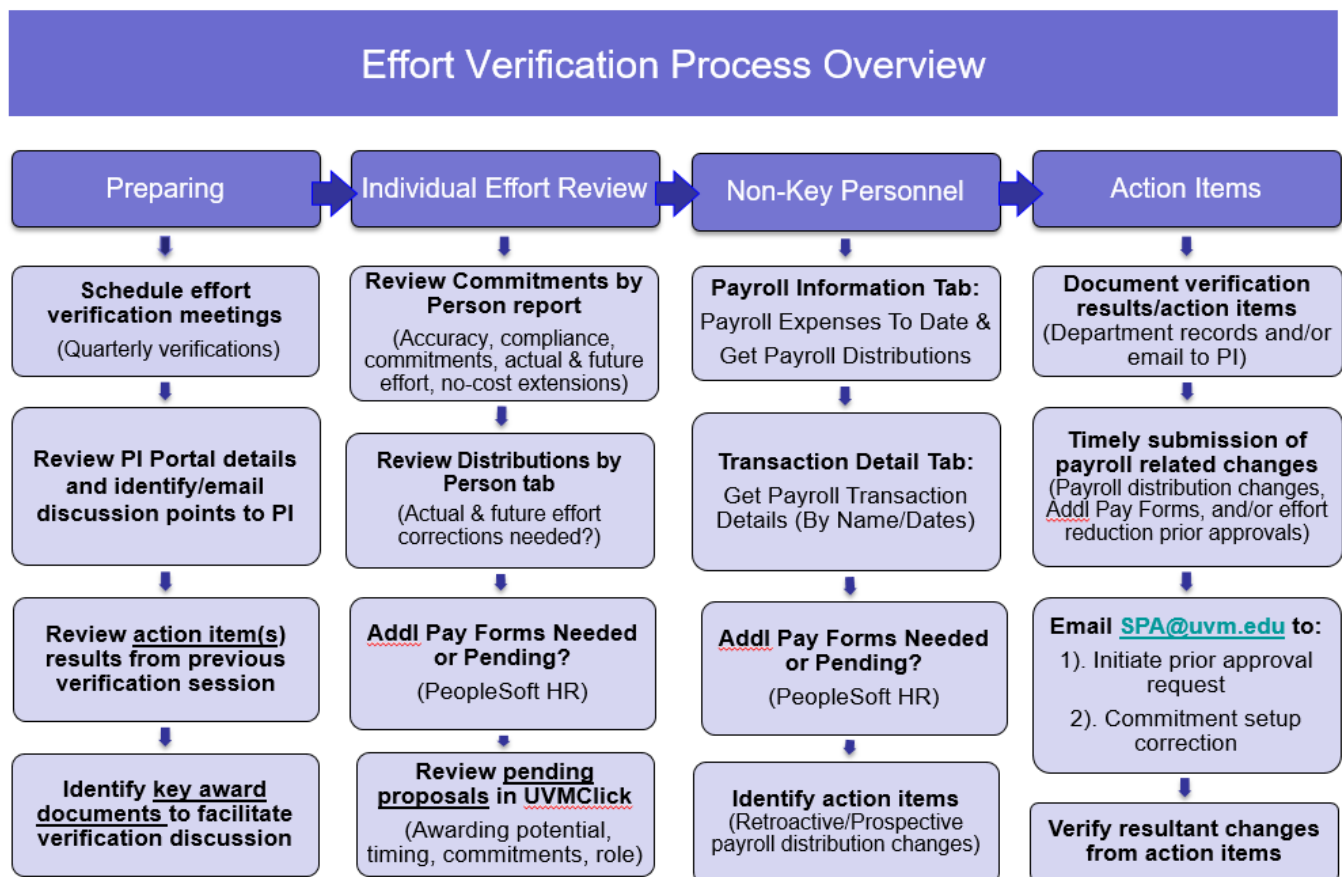 Effort Verification Process Overview
Preparing
Schedule effort
verification meetings
(Quarterly verifications)
Review PI Portal details
and identify/email
discussion points to PI
Review action item(s)
results from previous
verification session
Identify key award
documents to facilitate
verification discussion
Individual Effort Review
Review Commitments by
Person report
(Accuracy, compliance,
commitments, actual & future
effort, no-cost extensions)
Review Distributions by
Person tab
(Actual & future effort
corrections needed?)
Addl Pay Forms Needed
or Pending?
(PeopleSoft HR)
Review pending
proposals in UVMClick
(Awarding potential,
timing, commitments, role)
Non-Key Personnel
Payroll Information Tab:
Payroll Expenses To Date &
Get Payroll Distributions
Transaction Detail Tab:
Get Payroll Transaction
Details (By Name/Dates)
Addl Pay Forms Needed
or Pending?
(PeopleSoft HR)
Identify action items
(Retroactive/Prospective
payroll distribution changes)
Action Items
Document verification
results/action items
(Department records and/or
email to PI)
Timely submission of
payroll related changes
(Payroll distribution changes,
Addl Pay Forms, and/or effort
reduction prior approvals)
Email SPA@uvm.edu to:
1). Initiate prior approval
request
2). Commitment setup
correction
Verify resultant changes
from action items